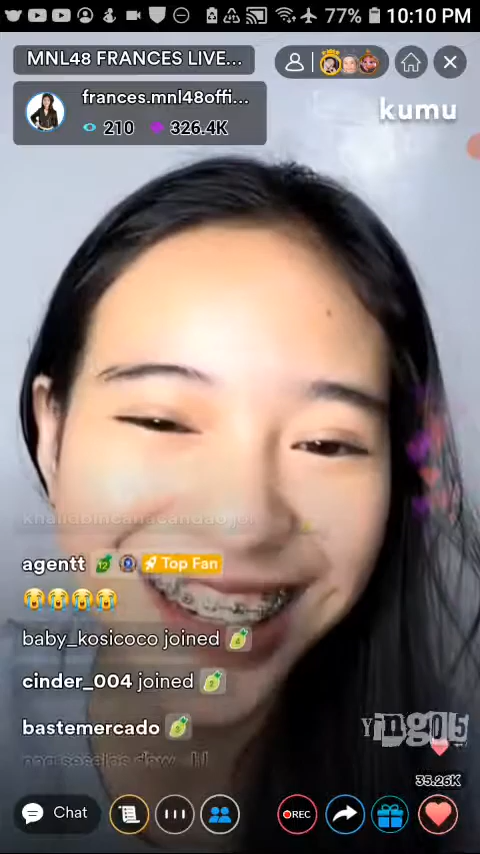 77% 10:10 PM
MNL48 FRANCES LIVE...
frances.mnl48offi...
210 326.4K
kumu
agentt 12 Top Fan
😭😭😭😭
baby_kosicoco joined
cinder_004 joined
bastemercado
35.26K
Chat
REC